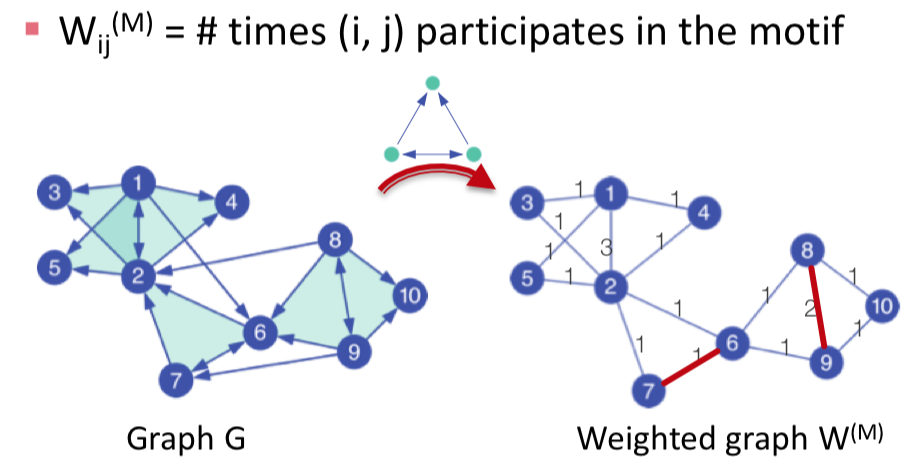 W_ij^(M) = # times (i, j) participates in the motif
3 1 4
5 2
8
6 10
7 9
Graph G
3 1 1 1 4
1
1 3 1
5 1 2
8
1 1
1 2 10
1 6 1 1
1 9
7
Weighted graph W^(M)